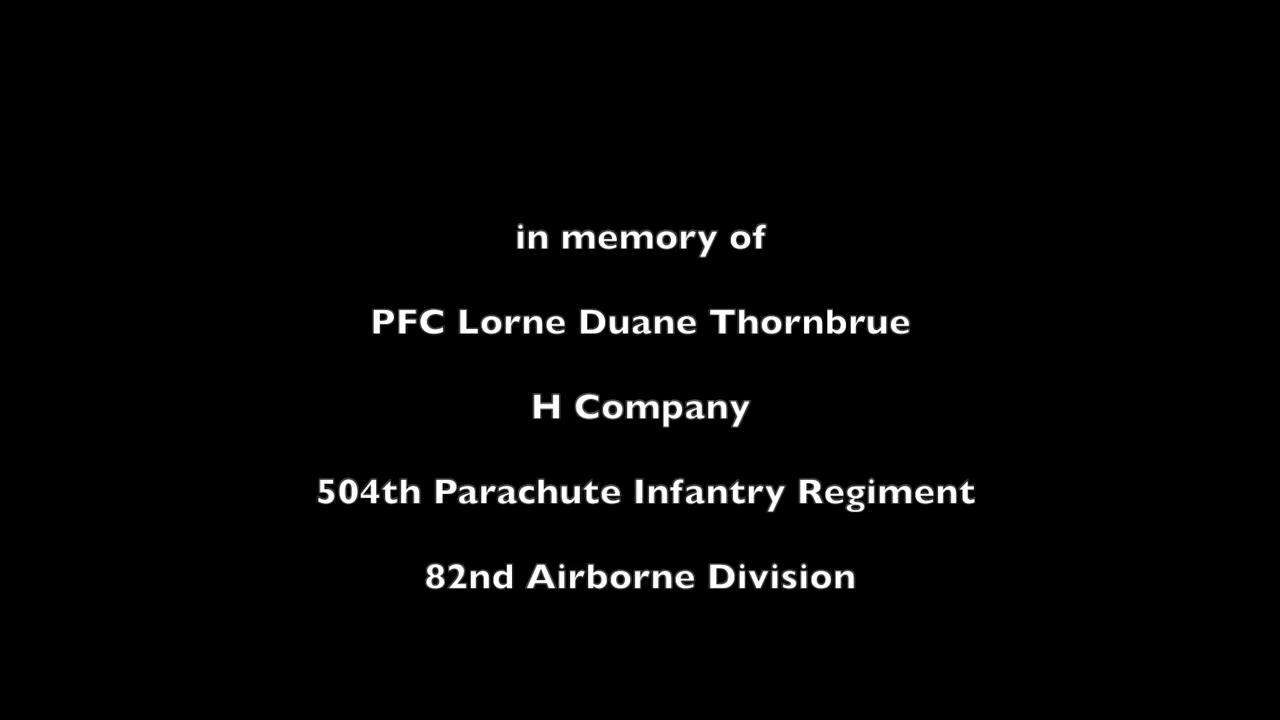 in memory of
PFC Lorne Duane Thornbrue
H Company
504th Parachute Infantry Regiment
82nd Airborne Division